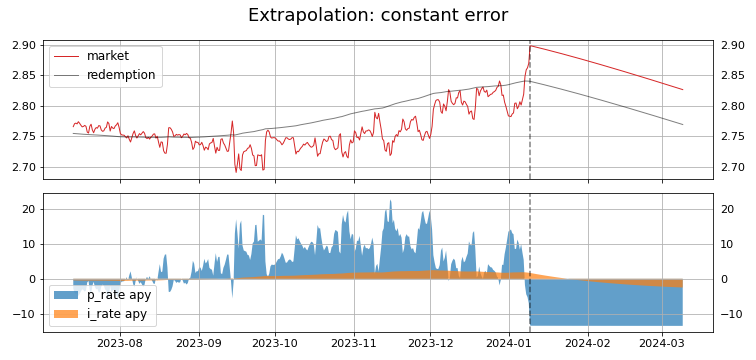 Extrapolation: constant error
2.90 2.90
market
redemption
2.85 2.85
2.80 2.80
2.75 2.75
2.70 2.70
20 20
10 10
0 0
p_rate apy
i_rate apy
−10 −10
2023-08 2023-09 2023-10 2023-11 2023-12 2024-01 2024-02 2024-03